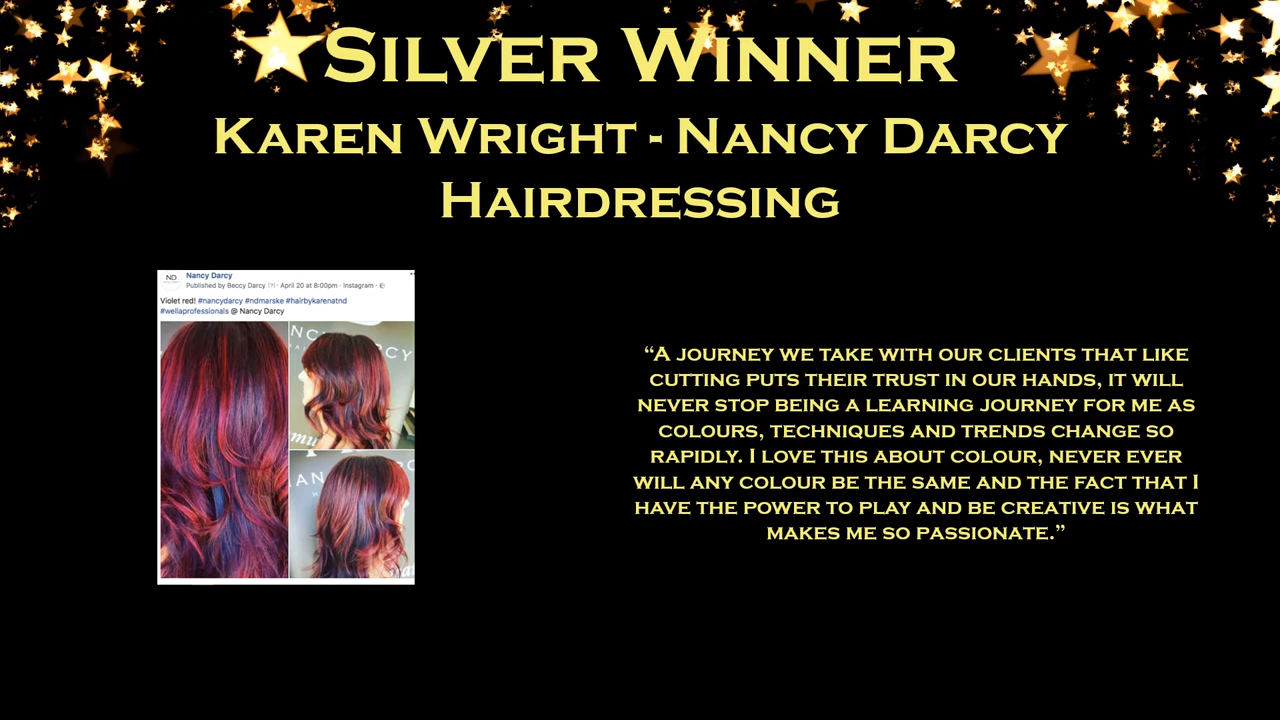 SILVER WINNER
KAREN WRIGHT - NANCY DARCY
HAIRDRESSING
ND
Nancy Darcy
Published by Beccy Darcy [?] · April 20 at 8:00pm · Instagram ·
Violet red! #nancydarcy #ndmarske #hairbykarenatnd
#wellaprofessionals @ Nancy Darcy
“A JOURNEY WE TAKE WITH OUR CLIENTS THAT LIKE
CUTTING PUTS THEIR TRUST IN OUR HANDS, IT WILL
NEVER STOP BEING A LEARNING JOURNEY FOR ME AS
COLOURS, TECHNIQUES AND TRENDS CHANGE SO
RAPIDLY. I LOVE THIS ABOUT COLOUR, NEVER EVER
WILL ANY COLOUR BE THE SAME AND THE FACT THAT I
HAVE THE POWER TO PLAY AND BE CREATIVE IS WHAT
MAKES ME SO PASSIONATE.”